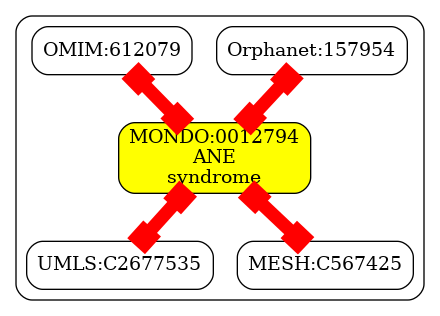 OMIM:612079
Orphanet:157954
MONDO:0012794
ANE
syndrome
UMLS:C2677535
MESH:C567425